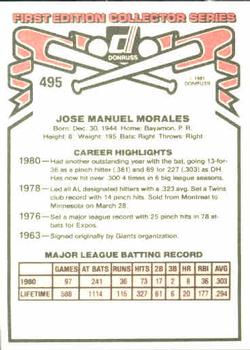 FIRST EDITION COLLECTOR SERIES
DONRUSS
495
© 1981
DONRUSS
JOSE MANUEL MORALES
Born: Dec. 30, 1944 Home: Bayamon, P. R.
Height: 6 Weight: 195 Bats: Right Throws: Right
CAREER HIGHLIGHTS
1980— Had another outstanding year with the bat, going 13-for-
36 as a pinch hitter (.361) and 69 for 227 (.303) as DH.
Has now hit over .300 4 times in 6 big league seasons.
1978— Led all AL designated hitters with a .323 avg. Set a Twins
club record with 14 pinch hits. Sold from Montreal to
Minnesota on March 28.
1976— Set a major league record with 25 pinch hits in 78 at
bats for Expos.
1963— Signed originally by Giants organization.
MAJOR LEAGUE BATTING RECORD
GAMES AT BATS RUNS HITS 2B 3B HR RBI AVG
1980 97 241 36 73 17 2 8 36 .303
LIFETIME 588 1114 116 327 61 6 20 177 .294